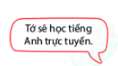 Tớ sẽ học tiếng
Anh trực tuyến.